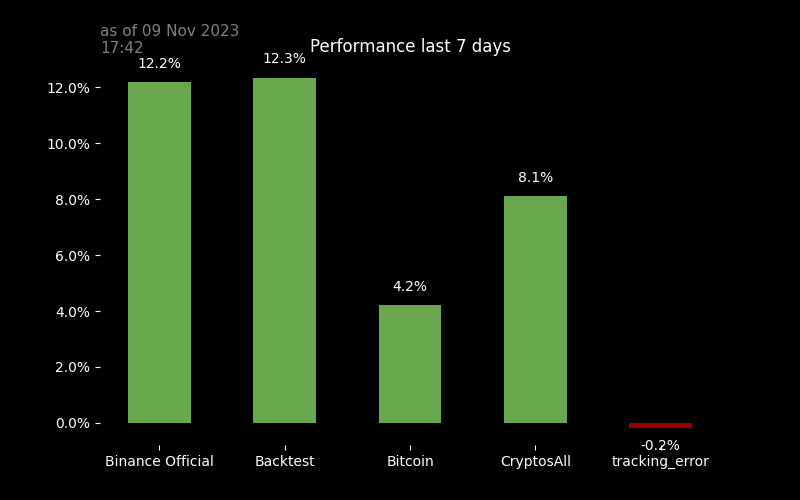 as of 09 Nov 2023
17:42
Performance last 7 days
12.2%
12.3%
4.2%
8.1%
-0.2%
12.0%
10.0%
8.0%
6.0%
4.0%
2.0%
0.0%
Binance Official
Backtest
Bitcoin
CryptosAll
tracking_error